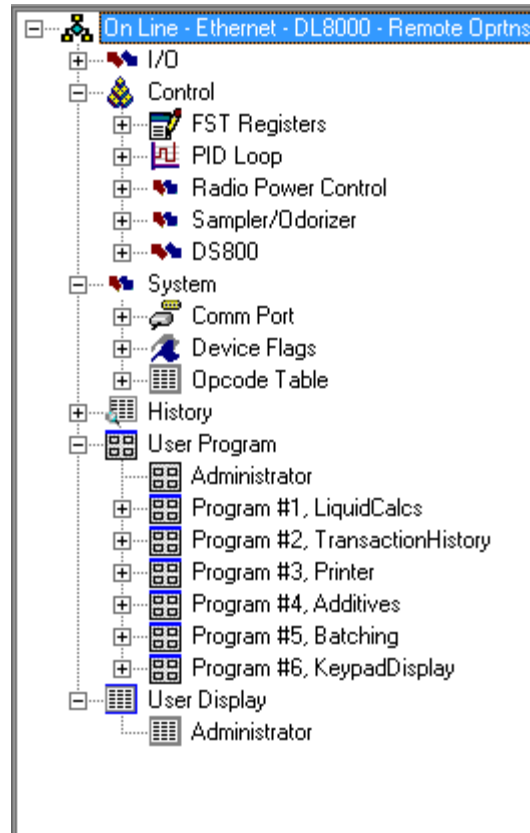 On Line - Ethernet - DL8000 - Remote Oprtns
I/O
Control
FST Registers
PID Loop
Radio Power Control
Sampler/Odorizer
DS800
System
Comm Port
Device Flags
Opcode Table
History
User Program
Administrator
Program #1, LiquidCalcs
Program #2, TransactionHistory
Program #3, Printer
Program #4, Additives
Program #5, Batching
Program #6, KeypadDisplay
User Display
Administrator